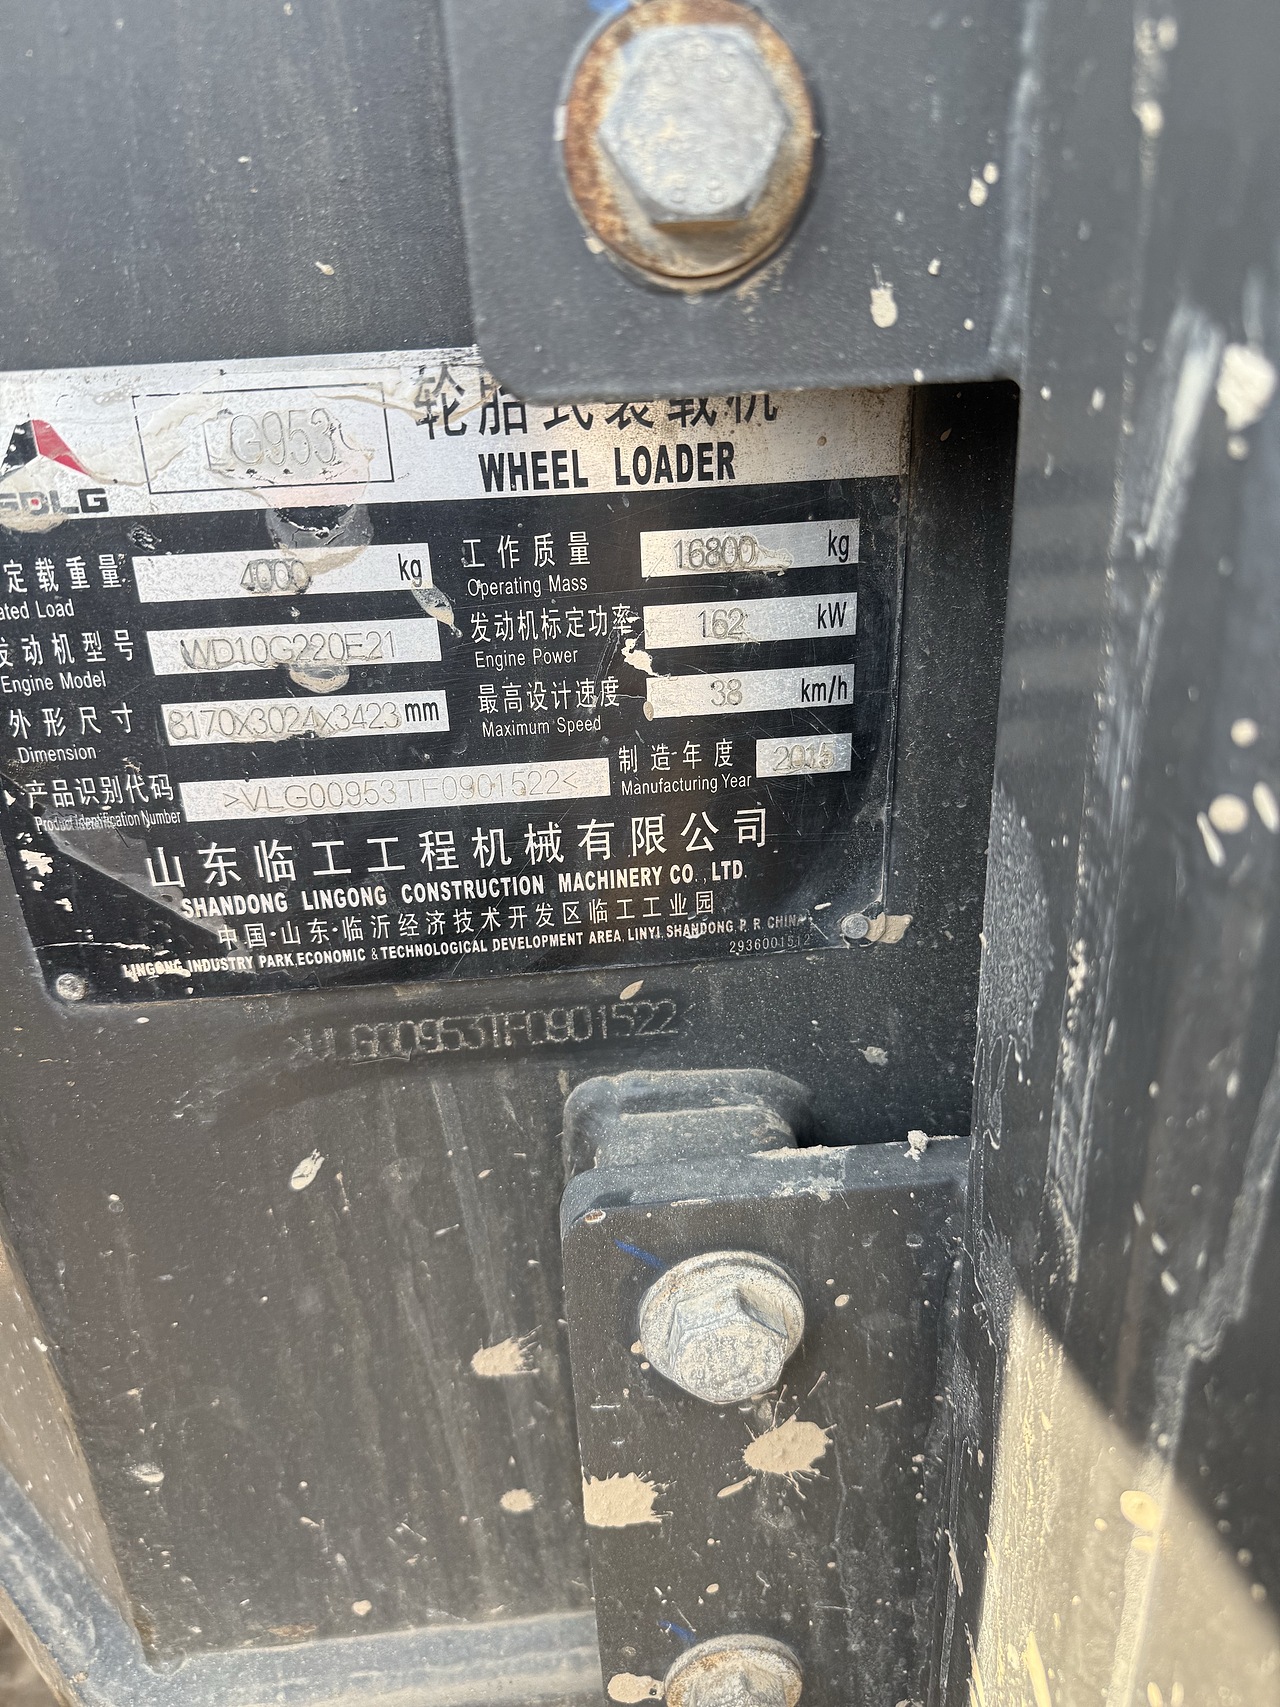 G953
轮胎式装载机
WHEEL LOADER
SDLG
定载重量 4000 kg 工作质量 16800 kg
ated Load Operating Mass
发动机型号 WD10G220E21 发动机标定功率 162 kW
Engine Model Engine Power
外形尺寸 8170x3024x3423 mm 最高设计速度 38 km/h
Dimension Maximum Speed
产品识别代码 >VLG00953TF0901522< 制造年度 2015
Product Identification Number Manufacturing Year
山东临工工程机械有限公司
SHANDONG LINGONG CONSTRUCTION MACHINERY CO., LTD.
中国·山东·临沂经济技术开发区临工工业园
LINGONG INDUSTRY PARK,ECONOMIC & TECHNOLOGICAL DEVELOPMENT AREA, LINYI, SHANDONG, P. R. CHINA
2936001512
>VLG00953TF0901522<